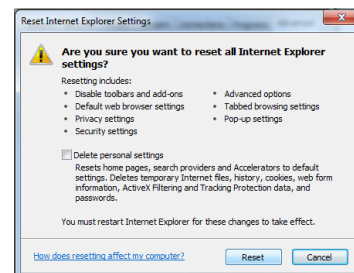 Reset Internet Explorer Settings
Are you sure you want to reset all Internet Explorer
settings?
Resetting includes:
• Disable toolbars and add-ons
• Default web browser settings
• Privacy settings
• Security settings
• Advanced options
• Tabbed browsing settings
• Pop-up settings
Delete personal settings
Resets home pages, search providers and Accelerators to default
settings. Deletes temporary Internet files, history, cookies, web form
information, ActiveX Filtering and Tracking Protection data, and
passwords.
You must restart Internet Explorer for these changes to take effect.
How does resetting affect my computer?
Reset
Cancel